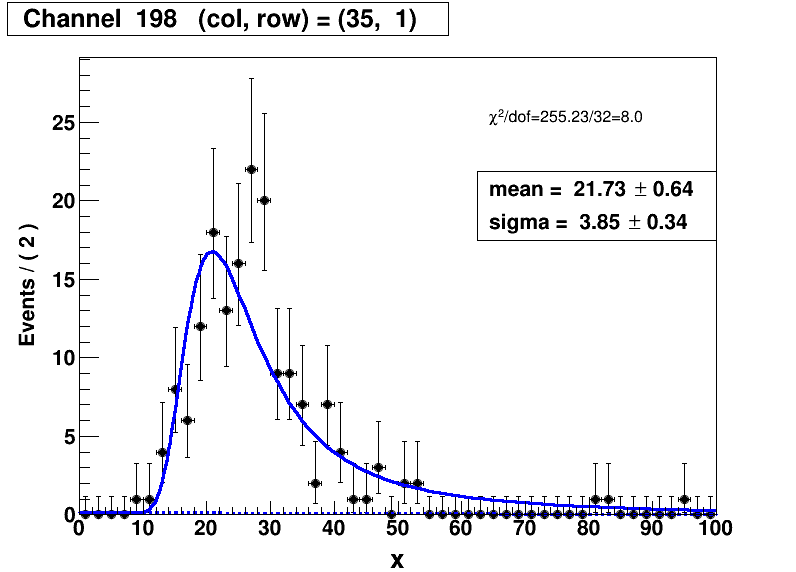 Channel 198 (col, row) = (35, 1)
χ²/dof=255.23/32=8.0
mean = 21.73 ± 0.64
sigma = 3.85 ± 0.34
Events / ( 2 )
25
20
15
10
5
0
0 10 20 30 40 50 60 70 80 90 100
x